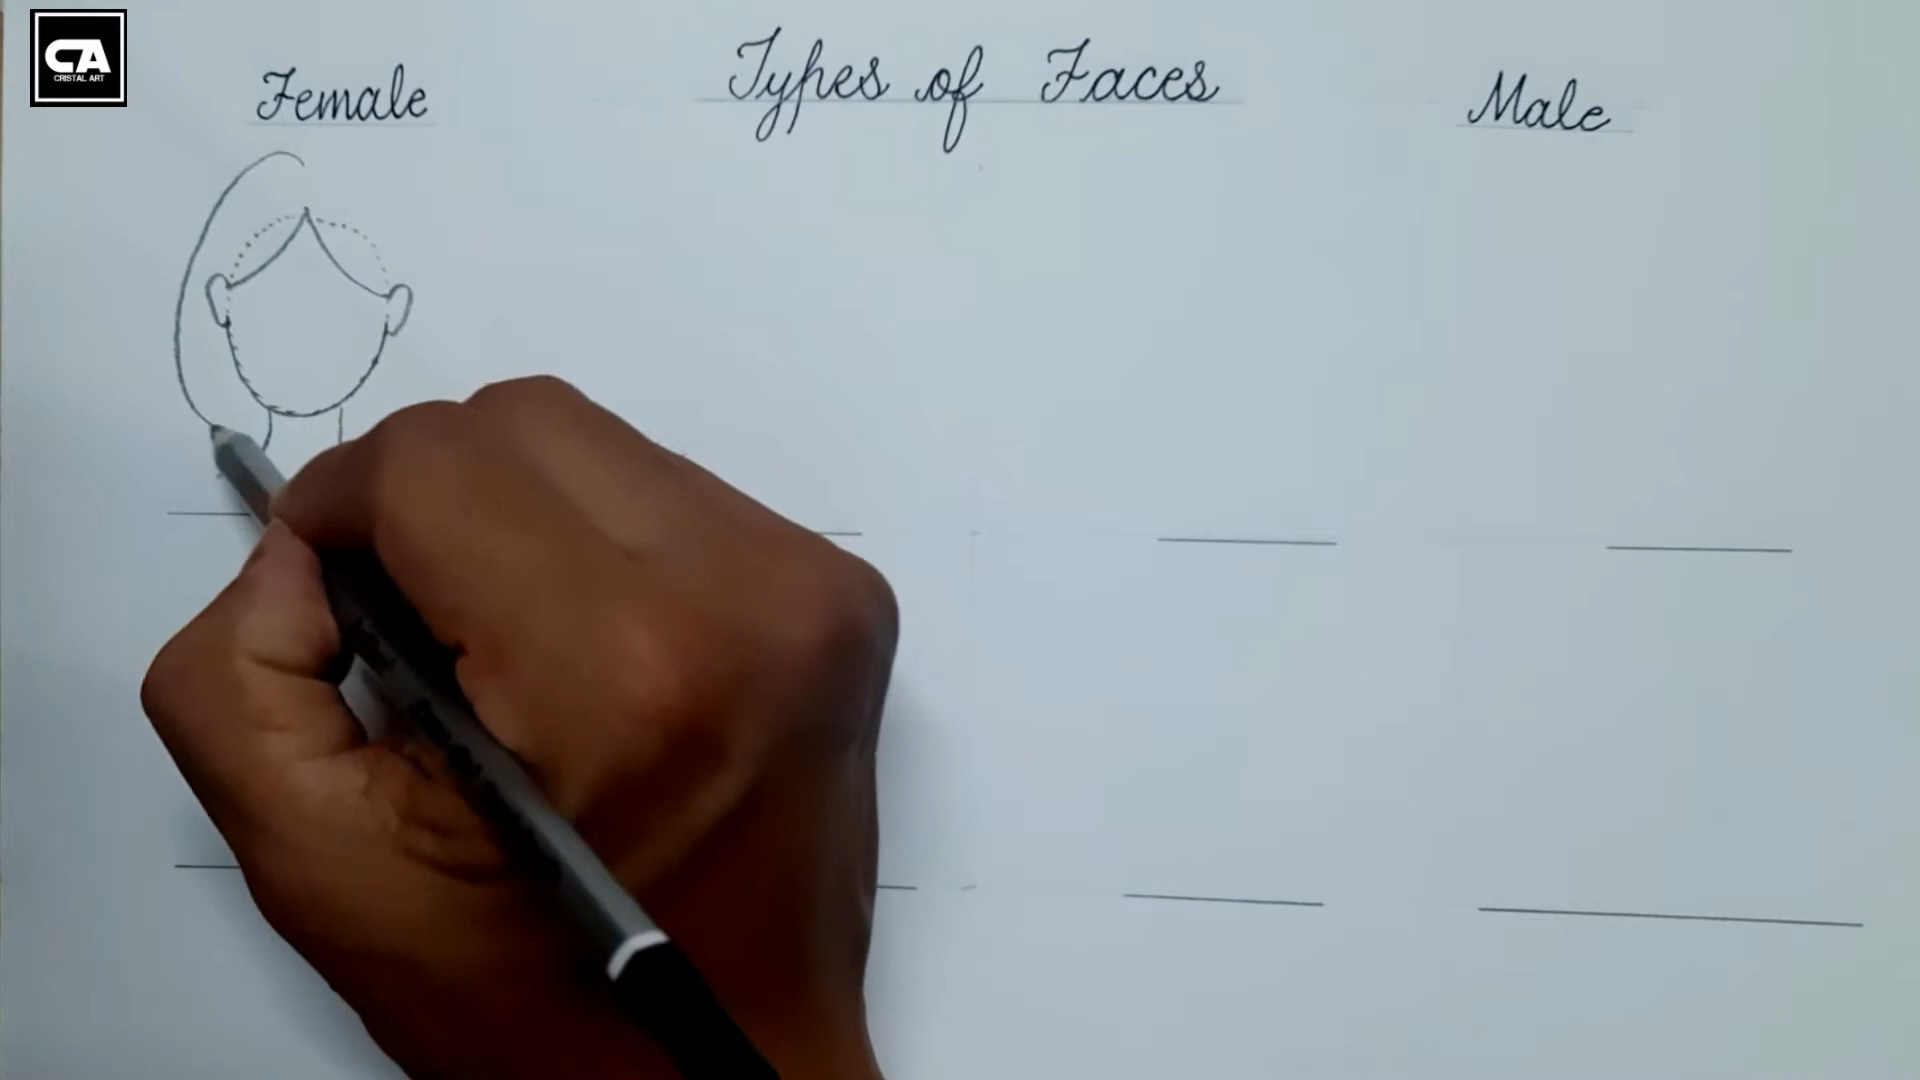 CA
CRISTAL ART
Female
Types of Faces
Male